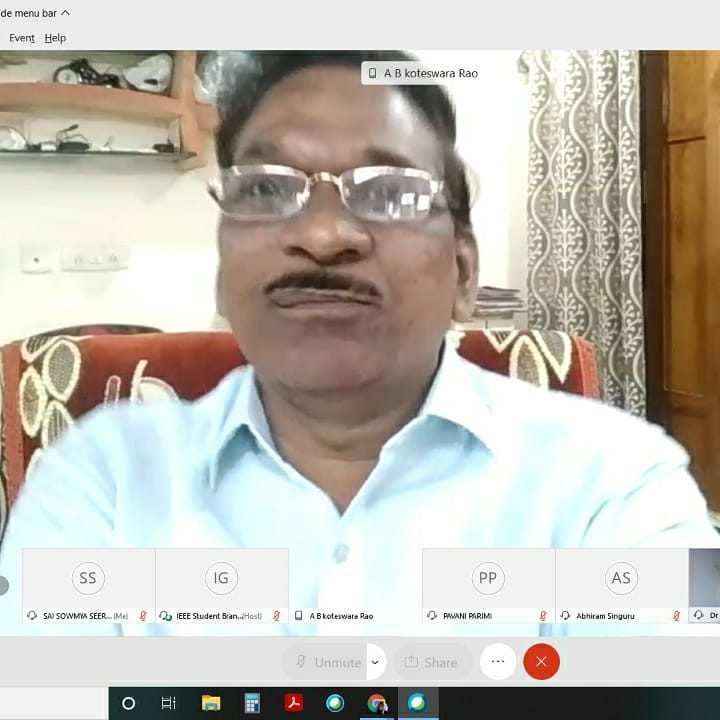 de menu bar
Event Help
A B koteswara Rao
SS
IG
PP
AS
SAI SOWMYA SEER... (Me)
IEEE Student Bran...(Host)
A B koteswara Rao
PAVANI PARIMI
Abhiram Singuru
Dr
Unmute
Share